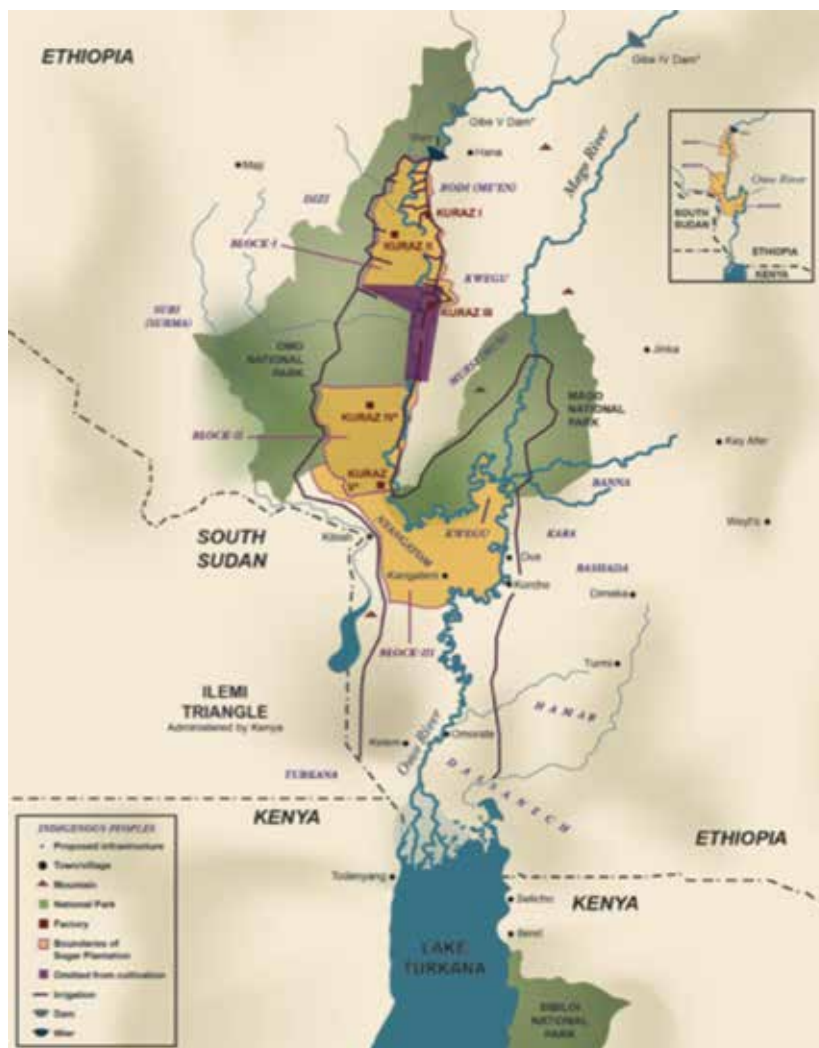 ETHIOPIA
Gibe IV Dam*
Gibe V Dam*
Hana
Mago River
Maji
DIZI
BODI (ME'EN)
KURAZ I
KURAZ II
BLOCK-I
KWEGU
KURAZ III
SURI
(SURMA)
OMO
NATIONAL
PARK
Jinka
MAGO
NATIONAL
PARK
KURAZ IV*
BLOCK-II
KURAZ
V*
Key Afer
BANNA
SOUTH
SUDAN
Kibish
NYANGATOM
KWEGU
KARA
Kangaten
Dus
BASHADA
Korcho
Dimeka
BLOCK-III
Turmi
ILEMI
TRIANGLE
Administered by Kenya
HAMAR
Omo River
Kelem
Omorate
TURKANA
DASSANECH
KENYA
ETHIOPIA
Todenyang
KENYA
Selicho
LAKE
TURKANA
SIBILOI
NATIONAL
PARK
Omo River
SOUTH
SUDAN
ETHIOPIA
KENYA
INDIGENOUS PEOPLES
* Proposed infrastructure
Town/village
Mountain
National Park
Factory
Boundaries of
Sugar Plantation
Omitted from cultivation
Irrigation
Dam
Weir